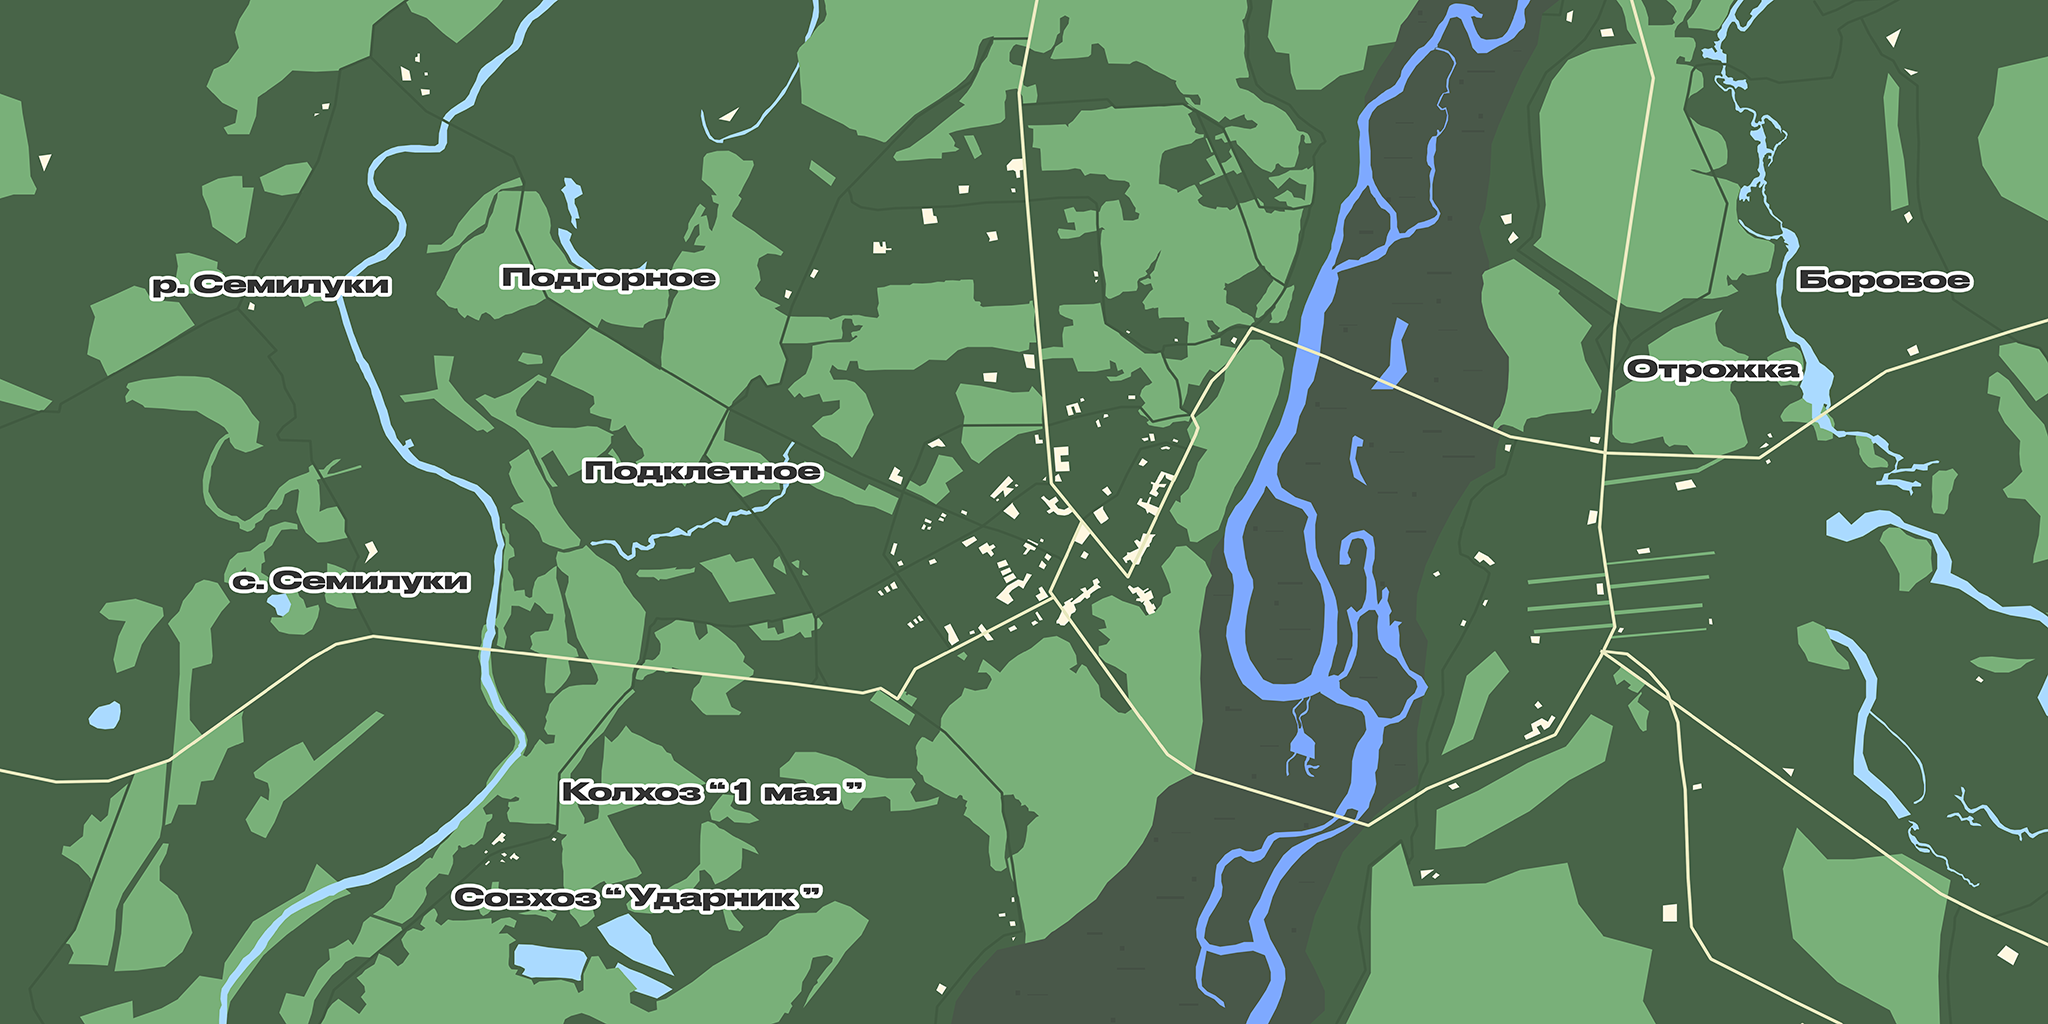 р. Семилуки
Подгорное
Боровое
Отрожка
Подклетное
с. Семилуки
Колхоз “1 мая”
Совхоз “Ударник”